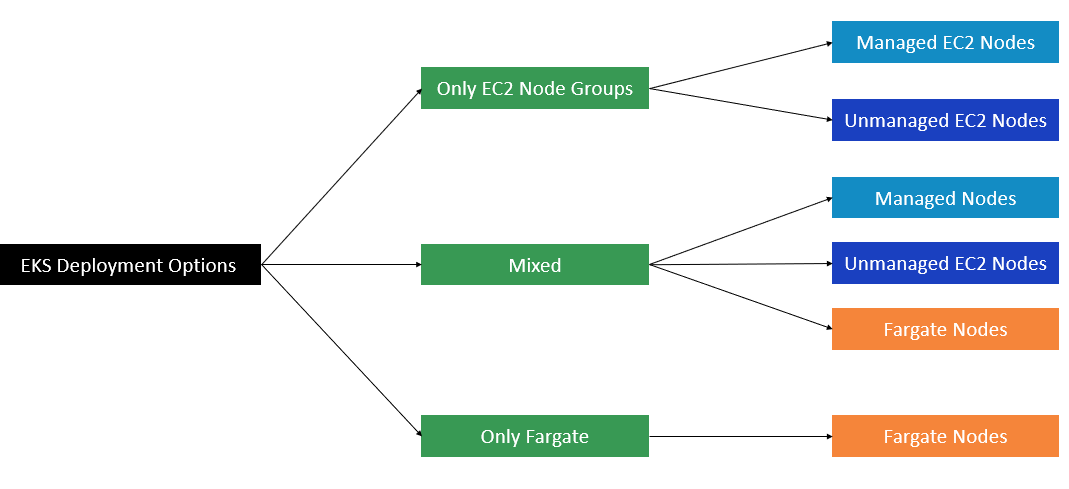 EKS Deployment Options
Only EC2 Node Groups
Managed EC2 Nodes
Unmanaged EC2 Nodes
Mixed
Managed Nodes
Unmanaged EC2 Nodes
Fargate Nodes
Only Fargate
Fargate Nodes